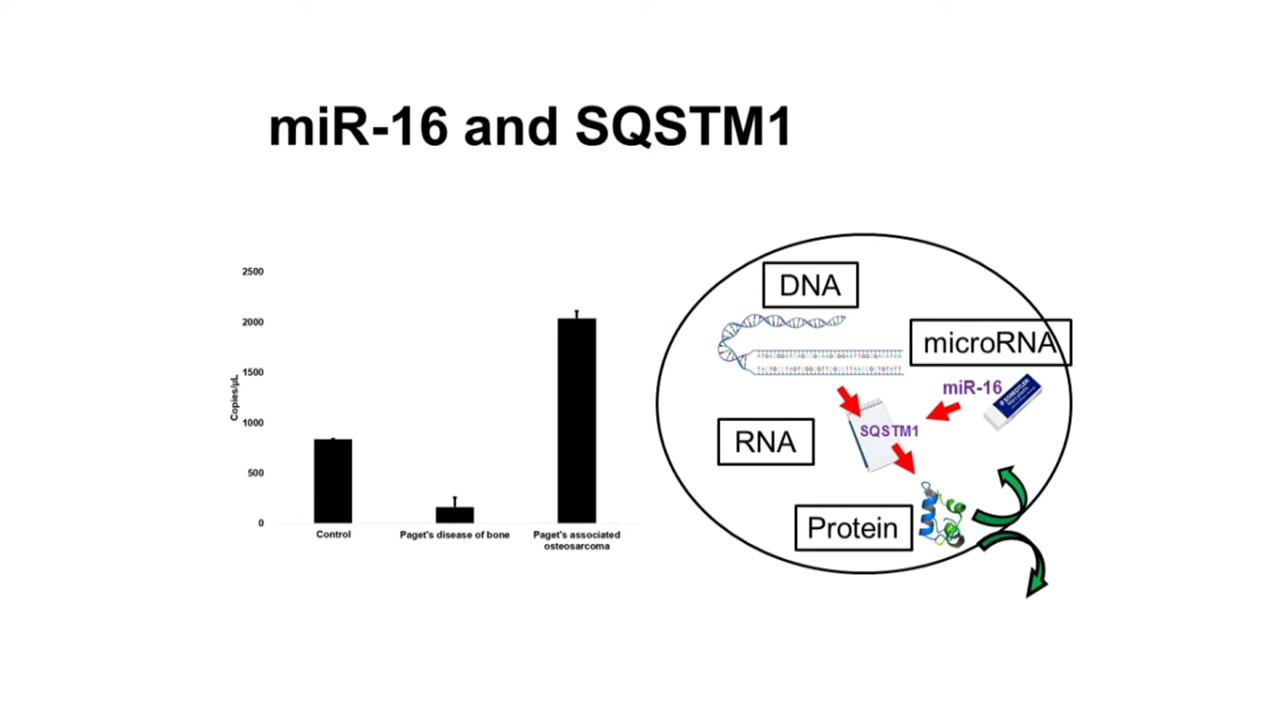 miR-16 and SQSTM1
2500
2000
1500
1000
500
0
Copies/µL
Control
Paget's disease of bone
Paget's associated
osteosarcoma
DNA
microRNA
miR-16
STAEDTLER
SQSTM1
RNA
Protein